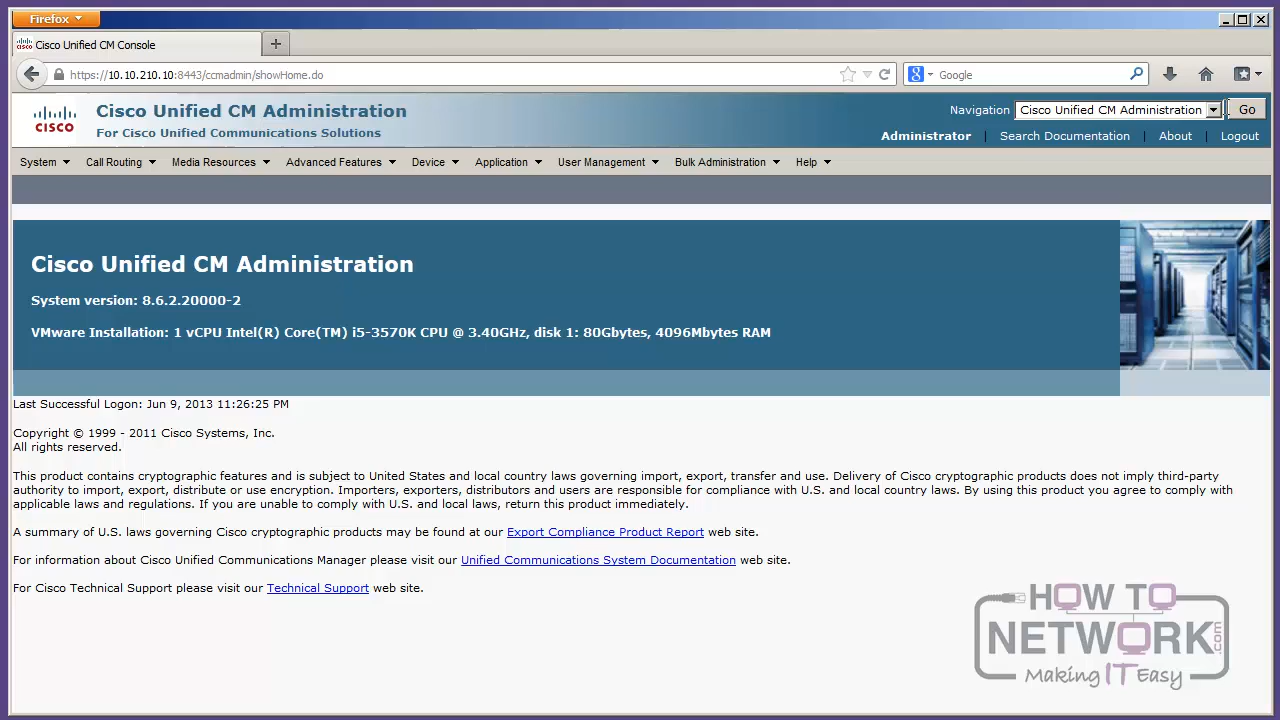 Firefox
Cisco Unified CM Console
https://10.10.210.10:8443/ccmadmin/showHome.do
Google
CISCO
Cisco Unified CM Administration
For Cisco Unified Communications Solutions
Navigation Cisco Unified CM Administration Go
Administrator | Search Documentation | About | Logout
System Call Routing Media Resources Advanced Features Device Application User Management Bulk Administration Help
Cisco Unified CM Administration
System version: 8.6.2.20000-2
VMware Installation: 1 vCPU Intel(R) Core(TM) i5-3570K CPU @ 3.40GHz, disk 1: 80Gbytes, 4096Mbytes RAM
Last Successful Logon: Jun 9, 2013 11:26:25 PM
Copyright © 1999 - 2011 Cisco Systems, Inc.
All rights reserved.
This product contains cryptographic features and is subject to United States and local country laws governing import, export, transfer and use. Delivery of Cisco cryptographic products does not imply third-party
authority to import, export, distribute or use encryption. Importers, exporters, distributors and users are responsible for compliance with U.S. and local country laws. By using this product you agree to comply with
applicable laws and regulations. If you are unable to comply with U.S. and local laws, return this product immediately.
A summary of U.S. laws governing Cisco cryptographic products may be found at our Export Compliance Product Report web site.
For information about Cisco Unified Communications Manager please visit our Unified Communications System Documentation web site.
For Cisco Technical Support please visit our Technical Support web site.
HOW TO
NETWORK.com
Making IT Easy